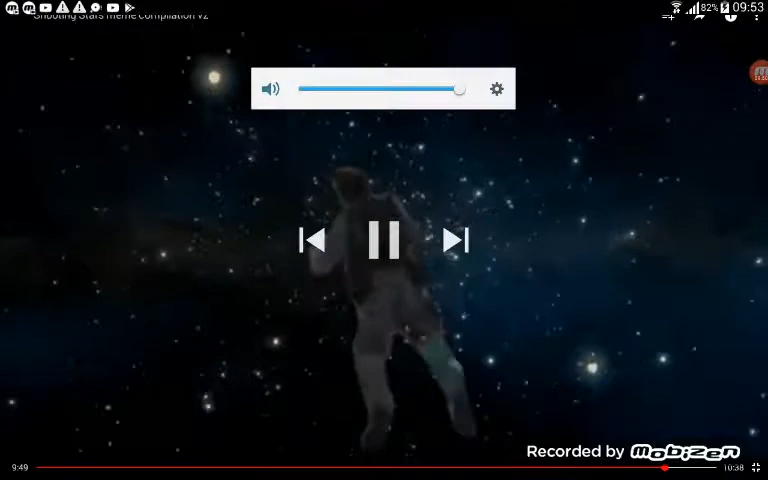 82% 09:53
Shooting Stars meme compilation v2
Recorded by Mobizen
9:49
10:38